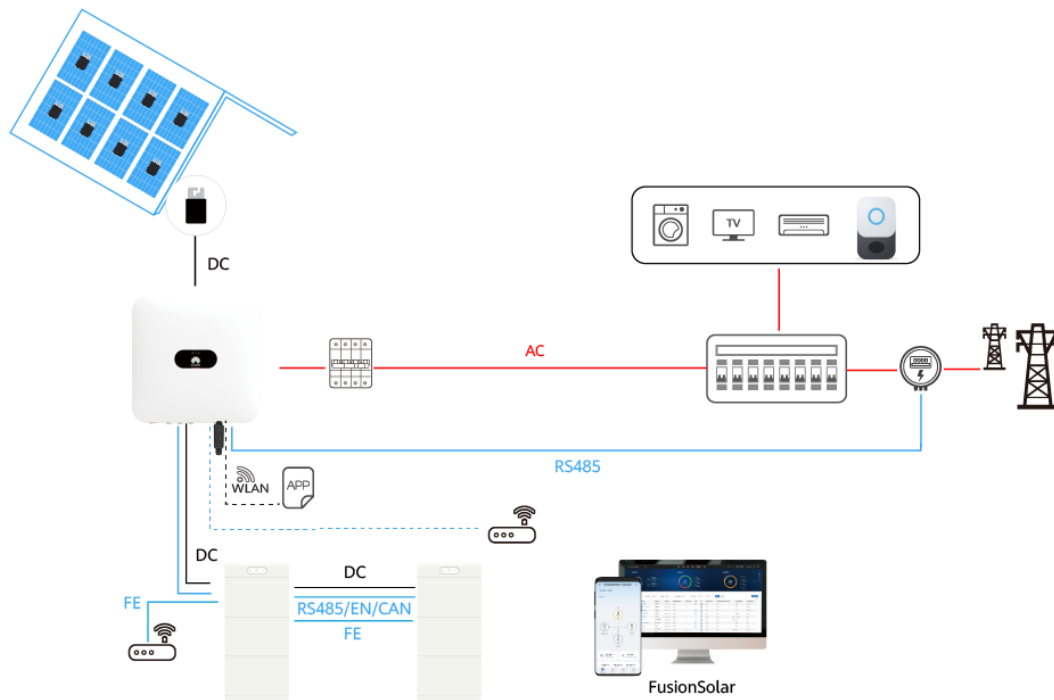 DC
TV
AC
RS485
WLAN
APP
DC
DC
FE
RS485/EN/CAN
FE
FusionSolar